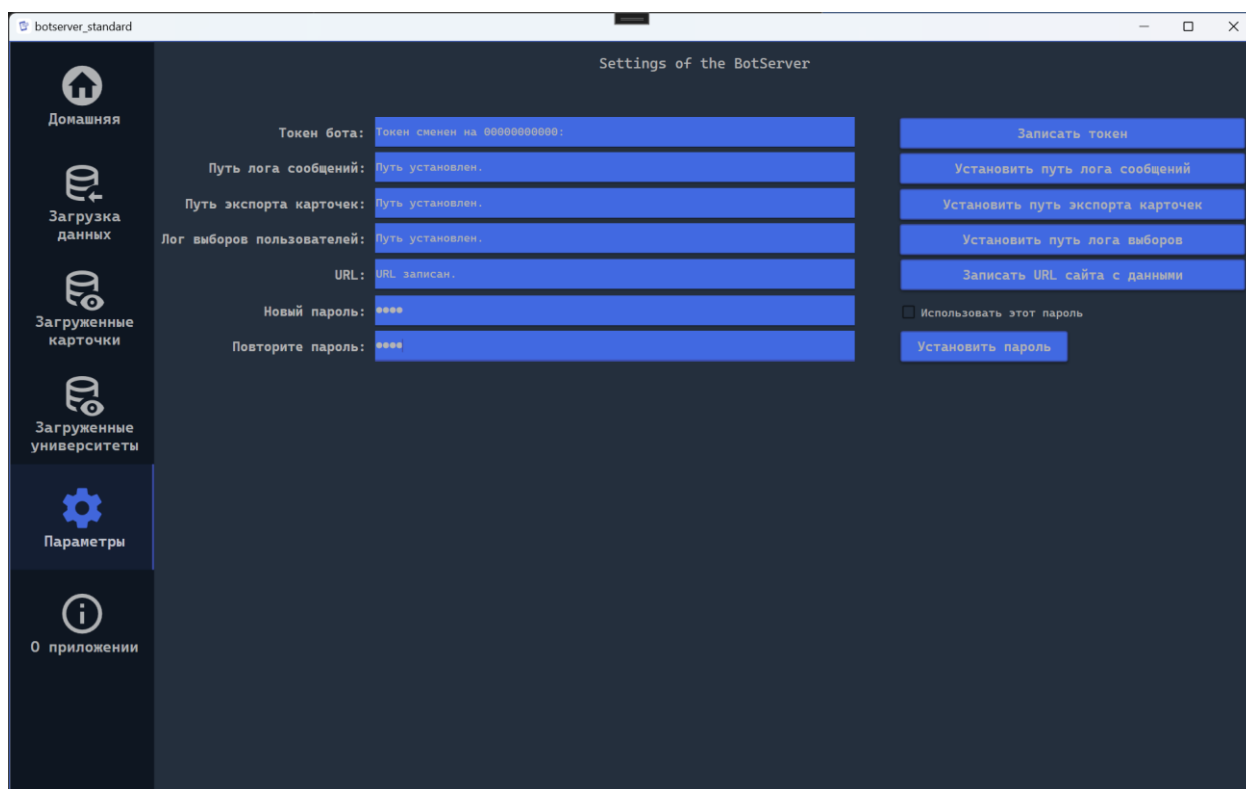 botserver_standard
Settings of the BotServer
Домашняя
Загрузка
данных
Загруженные
карточки
Загруженные
университеты
Параметры
О приложении
Токен бота: Токен сменен на 00000000000: Записать токен
Путь лога сообщений: Путь установлен. Установить путь лога сообщений
Путь экспорта карточек: Путь установлен. Установить путь экспорта карточек
Лог выборов пользователей: Путь установлен. Установить путь лога выборов
URL: URL записан. Записать URL сайта с данными
Новый пароль: ●●●● Использовать этот пароль
Повторите пароль: ●●●● Установить пароль